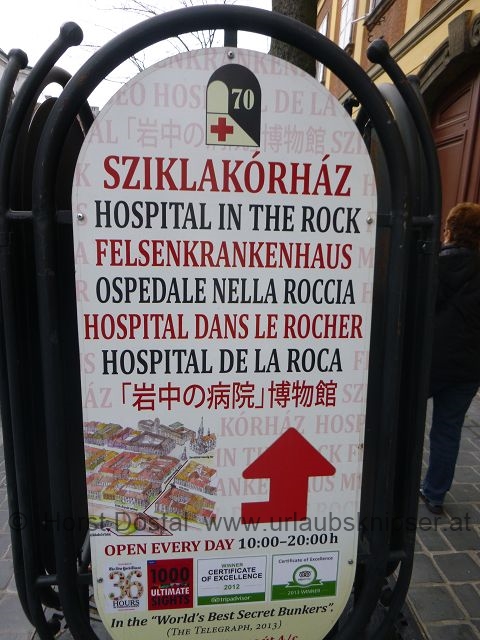 70
SZIKLAKÓRHÁZ
HOSPITAL IN THE ROCK
FELSENKRANKENHAUS
OSPEDALE NELLA ROCCIA
HOSPITAL DANS LE ROCHER
HOSPITAL DE LA ROCA
「岩中の病院」博物館
© Horst Dostal www.urlaubsknipser.at
OPEN EVERY DAY 10:00–20:00h
36
HOURS
1000
ULTIMATE
SIGHTS
WINNER
CERTIFICATE
OF EXCELLENCE
2012
tripadvisor
Certificate of Excellence
2013 WINNER
In the "World's Best Secret Bunkers"
(THE TELEGRAPH, 2013)